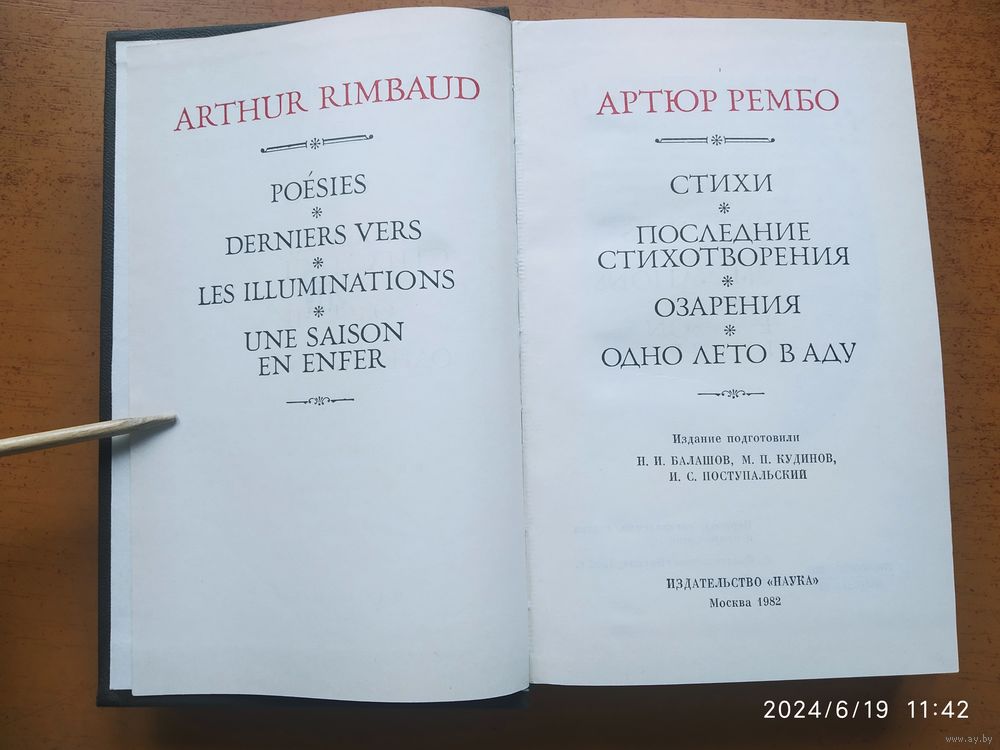 ARTHUR RIMBAUD
POÉSIES
*
DERNIERS VERS
*
LES ILLUMINATIONS
*
UNE SAISON
EN ENFER
АРТЮР РЕМБО
СТИХИ
*
ПОСЛЕДНИЕ
СТИХОТВОРЕНИЯ
*
ОЗАРЕНИЯ
*
ОДНО ЛЕТО В АДУ
Издание подготовили
Н. И. БАЛАШОВ, М. П. КУДИНОВ,
И. С. ПОСТУПАЛЬСКИЙ
ИЗДАТЕЛЬСТВО «НАУКА»
Москва 1982
2024/6/19 11:42
www.ay.by